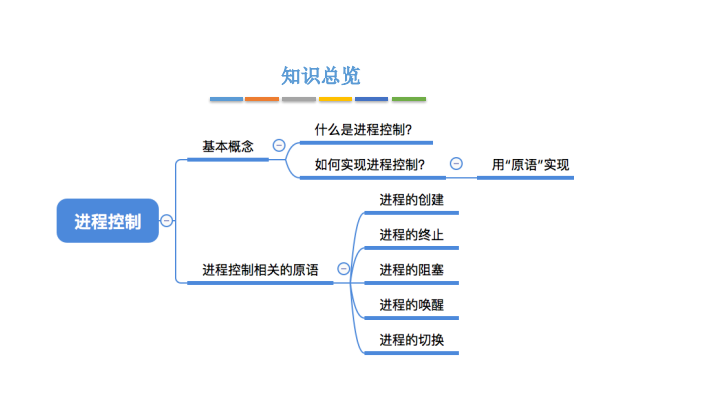 知识总览
什么是进程控制?
基本概念
如何实现进程控制?
用“原语”实现
进程的创建
进程控制
进程的终止
进程控制相关的原语
进程的阻塞
进程的唤醒
进程的切换